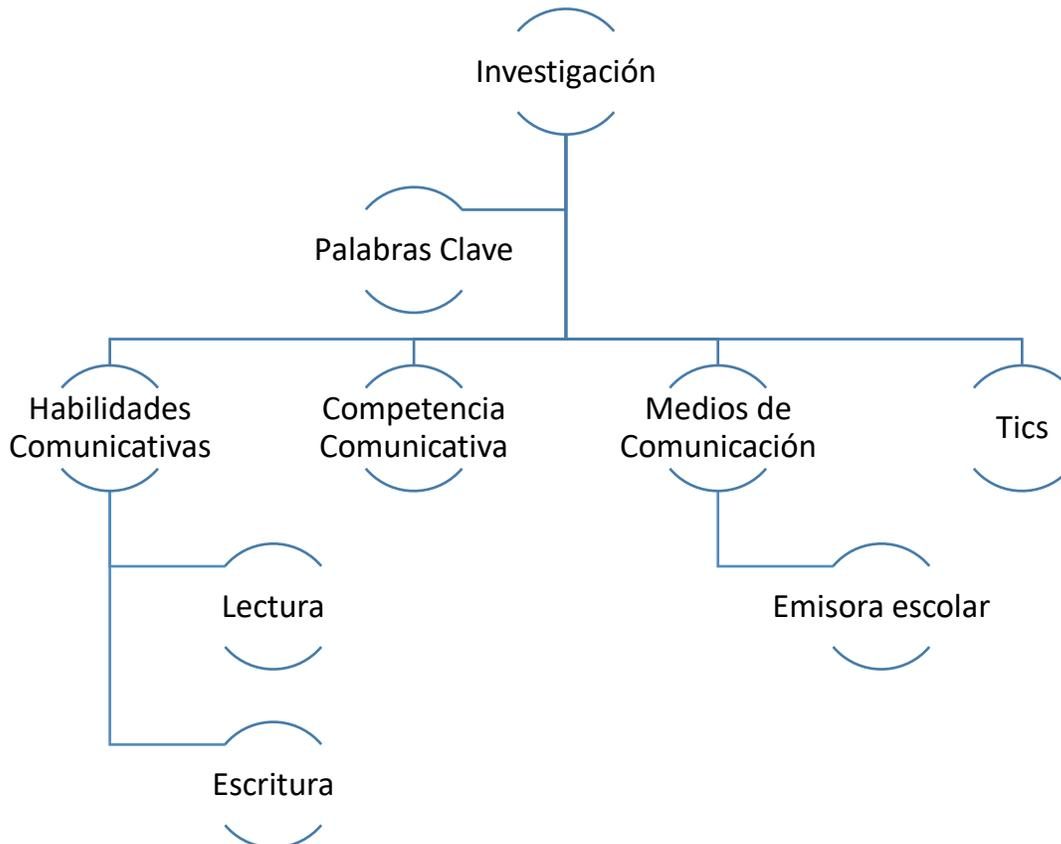 Investigación
Palabras Clave
Habilidades
Comunicativas
Competencia
Comunicativa
Medios de
Comunicación
Tics
Lectura
Emisora escolar
Escritura